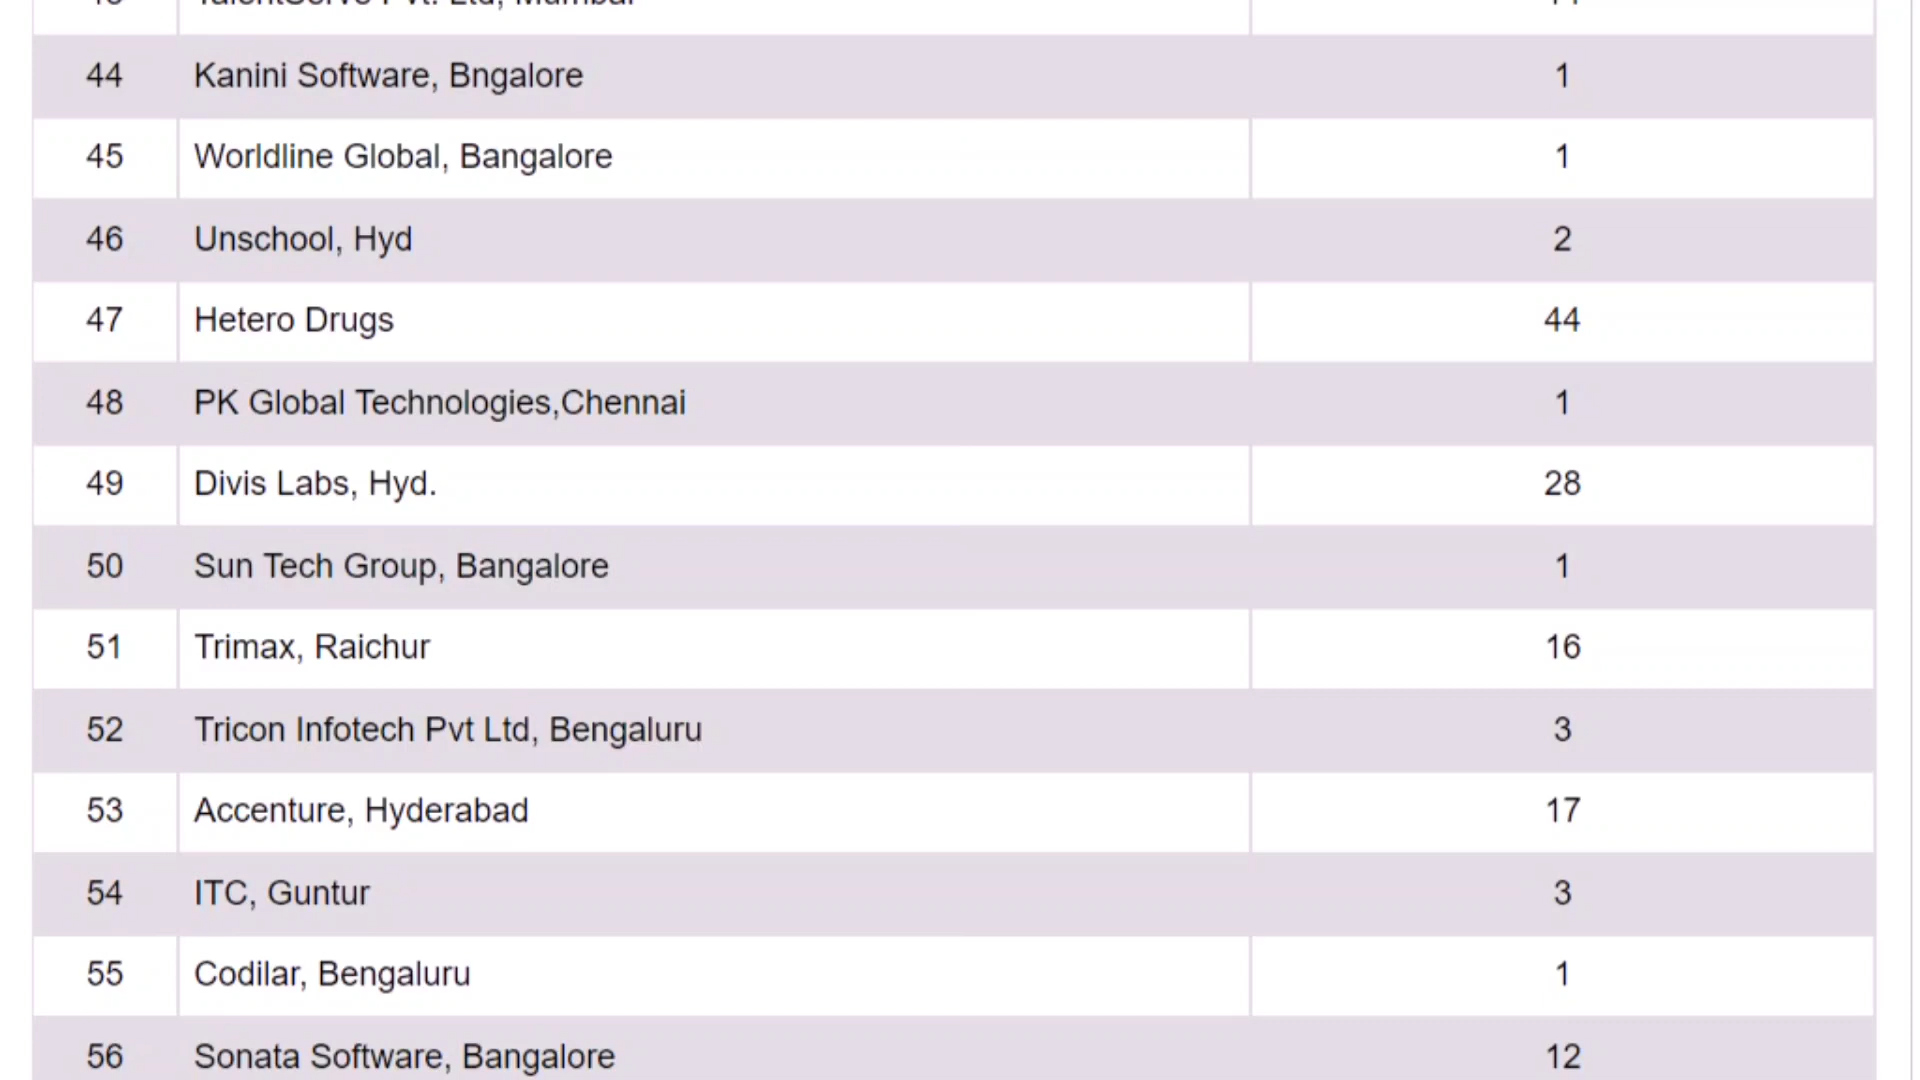 44 Kanini Software, Bngalore 1
45 Worldline Global, Bangalore 1
46 Unschool, Hyd 2
47 Hetero Drugs 44
48 PK Global Technologies,Chennai 1
49 Divis Labs, Hyd. 28
50 Sun Tech Group, Bangalore 1
51 Trimax, Raichur 16
52 Tricon Infotech Pvt Ltd, Bengaluru 3
53 Accenture, Hyderabad 17
54 ITC, Guntur 3
55 Codilar, Bengaluru 1
56 Sonata Software, Bangalore 12